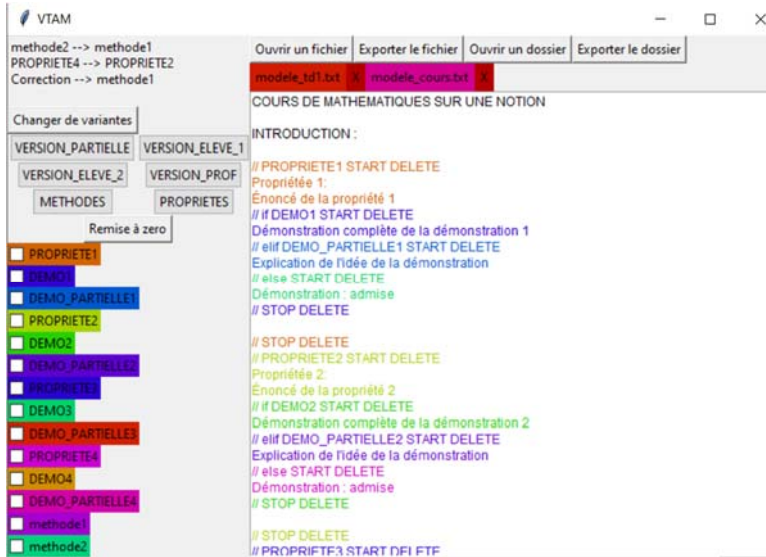 VTAM
methode2 --> methode1
PROPRIETE4 --> PROPRIETE2
Correction --> methode1
Changer de variantes
VERSION_PARTIELLE VERSION_ELEVE_1
VERSION_ELEVE_2 VERSION_PROF
METHODES PROPRIETES
Remise à zero
PROPRIETE1
DEMO1
DEMO_PARTIELLE1
PROPRIETE2
DEMO2
DEMO_PARTIELLE2
PROPRIETE3
DEMO3
DEMO_PARTIELLE3
PROPRIETE4
DEMO4
DEMO_PARTIELLE4
methode1
methode2
Ouvrir un fichier Exporter le fichier Ouvrir un dossier Exporter le dossier
modele_td1.txt X modele_cours.txt X
COURS DE MATHEMATIQUES SUR UNE NOTION
INTRODUCTION :
// PROPRIETE1 START DELETE
Propriétée 1:
Énoncé de la propriété 1
// if DEMO1 START DELETE
Démonstration complète de la démonstration 1
// elif DEMO_PARTIELLE1 START DELETE
Explication de l'idée de la démonstration
// else START DELETE
Démonstration : admise
// STOP DELETE
// STOP DELETE
// PROPRIETE2 START DELETE
Propriétée 2:
Énoncé de la propriété 2
// if DEMO2 START DELETE
Démonstration complète de la démonstration 2
// elif DEMO_PARTIELLE2 START DELETE
Explication de l'idée de la démonstration
// else START DELETE
Démonstration : admise
// STOP DELETE
// STOP DELETE
// PROPRIETE3 START DELETE